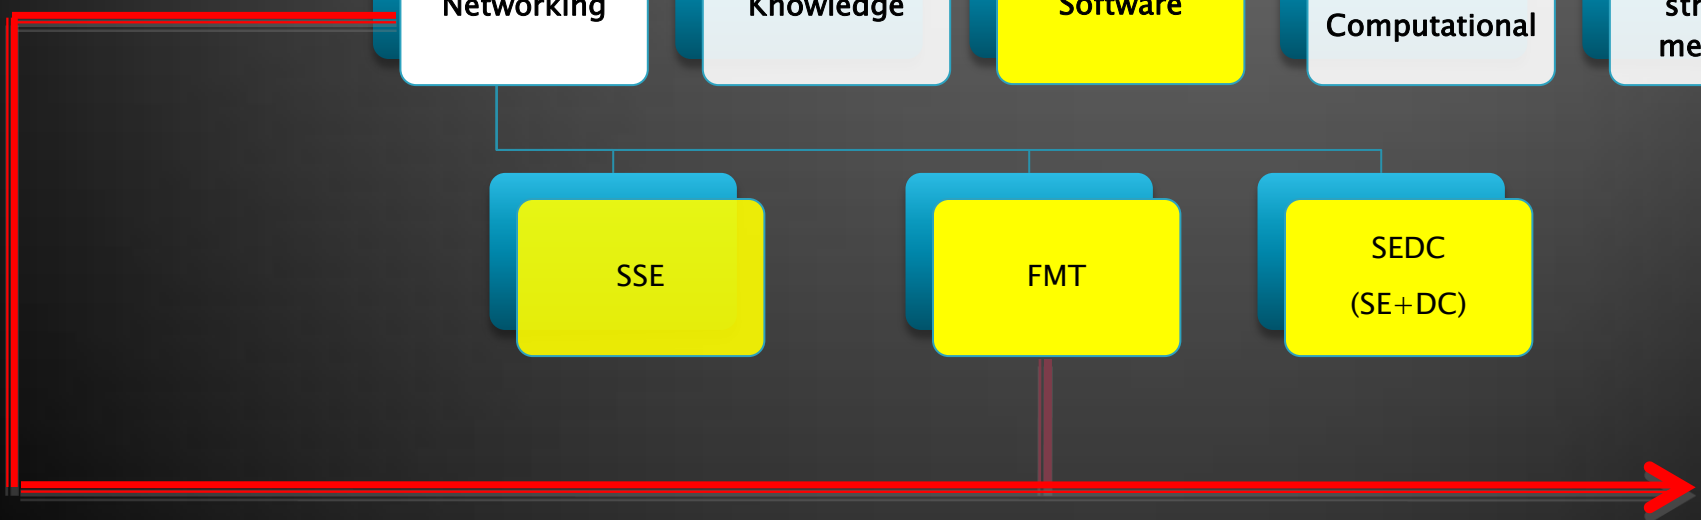 Networking
Knowledge
Software
Computational
SSE
FMT
SEDC
(SE+DC)